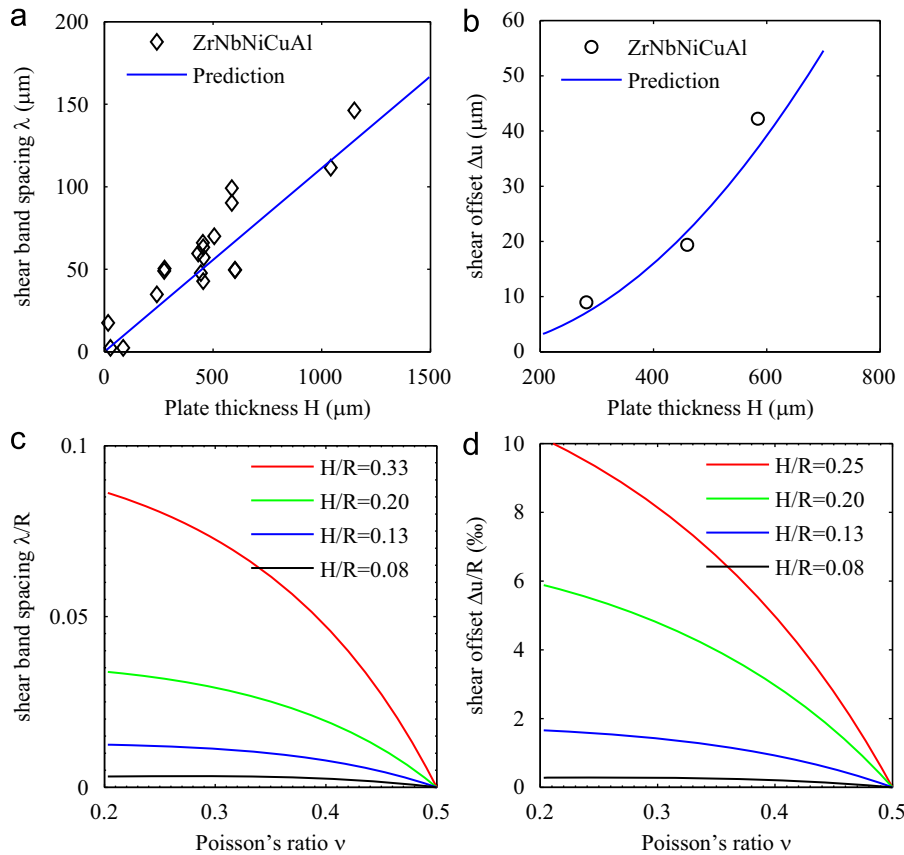 a
200
150
100
50
0
shear band spacing λ (μm)
ZrNbNiCuAl
Prediction
0
500
1000
1500
Plate thickness H (μm)
b
60
50
40
30
20
10
0
shear offset Δu (μm)
ZrNbNiCuAl
Prediction
200
400
600
800
Plate thickness H (μm)
c
0.1
0.05
0
shear band spacing λ/R
H/R=0.33
H/R=0.20
H/R=0.13
H/R=0.08
0.2
0.3
0.4
0.5
Poisson's ratio ν
d
10
8
6
4
2
0
shear offset Δu/R (‰)
H/R=0.25
H/R=0.20
H/R=0.13
H/R=0.08
0.2
0.3
0.4
0.5
Poisson's ratio ν